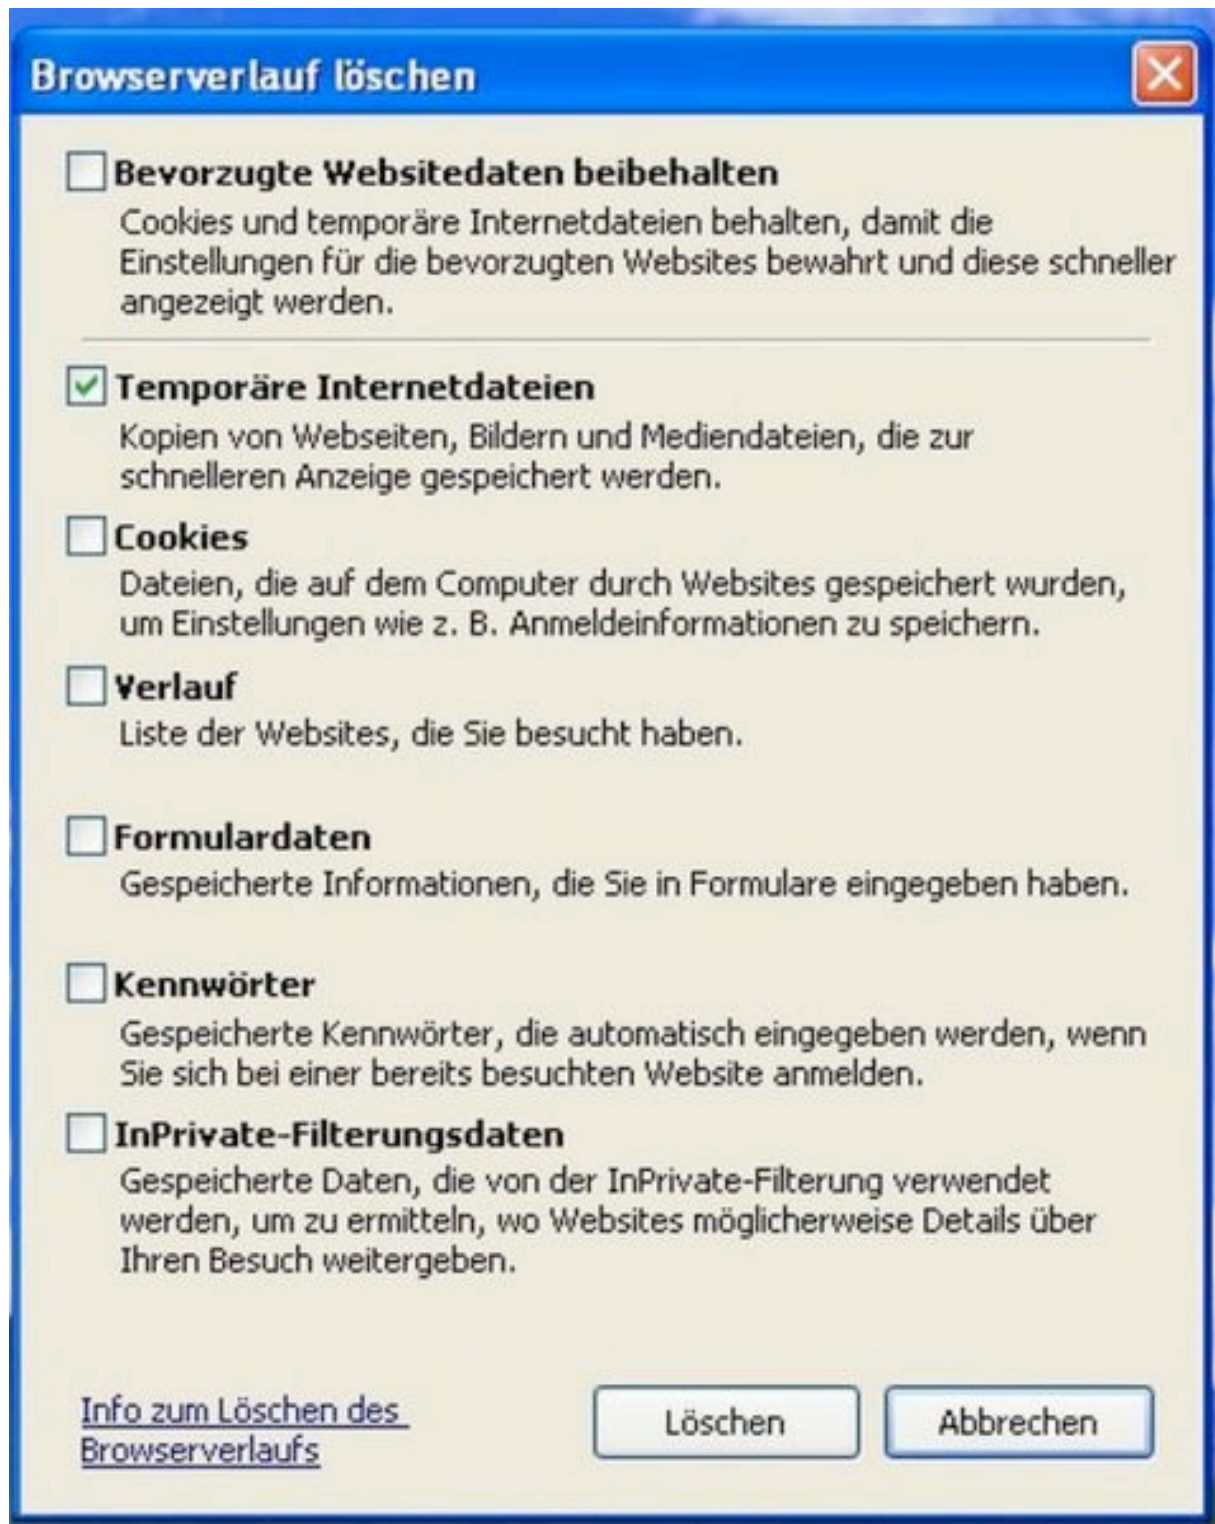 Browserverlauf löschen
Bevorzugte Websitedaten beibehalten
Cookies und temporäre Internetdateien behalten, damit die
Einstellungen für die bevorzugten Websites bewahrt und diese schneller
angezeigt werden.
Temporäre Internetdateien
Kopien von Webseiten, Bildern und Mediendateien, die zur
schnelleren Anzeige gespeichert werden.
Cookies
Dateien, die auf dem Computer durch Websites gespeichert wurden,
um Einstellungen wie z. B. Anmeldeinformationen zu speichern.
Verlauf
Liste der Websites, die Sie besucht haben.
Formulardaten
Gespeicherte Informationen, die Sie in Formulare eingegeben haben.
Kennwörter
Gespeicherte Kennwörter, die automatisch eingegeben werden, wenn
Sie sich bei einer bereits besuchten Website anmelden.
InPrivate-Filterungsdaten
Gespeicherte Daten, die von der InPrivate-Filterung verwendet
werden, um zu ermitteln, wo Websites möglicherweise Details über
Ihren Besuch weitergeben.
Info zum Löschen des
Browserverlaufs
Löschen
Abbrechen